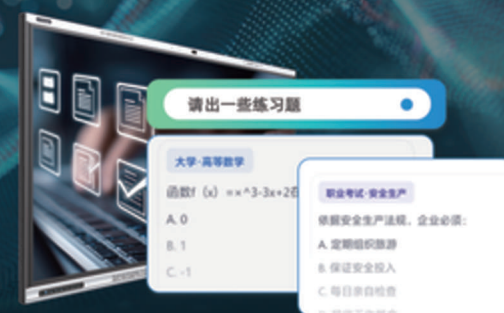 请出一些练习题
大学-高等数学
函数f（x）=x^3-3x+2在
A. 0
B. 1
C. -1
职业考试-安全生产
依据安全生产法规，企业必须：
A. 定期组织旅游
B. 保证安全投入
C. 每日亲自检查